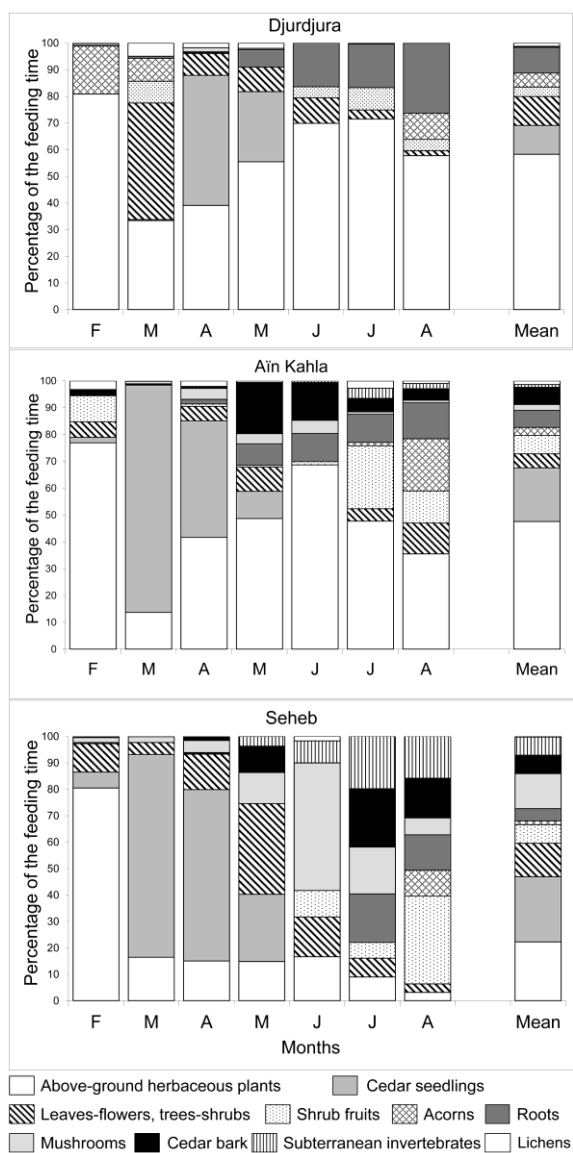 Djurdjura
Percentage of the feeding time
100
90
80
70
60
50
40
30
20
10
0
F M A M J J A Mean
Aïn Kahla
Percentage of the feeding time
100
90
80
70
60
50
40
30
20
10
0
F M A M J J A Mean
Seheb
Percentage of the feeding time
100
90
80
70
60
50
40
30
20
10
0
F M A M J J A Mean
Months
Above-ground herbaceous plants Cedar seedlings
Leaves-flowers, trees-shrubs Shrub fruits Acorns Roots
Mushrooms Cedar bark Subterranean invertebrates Lichens